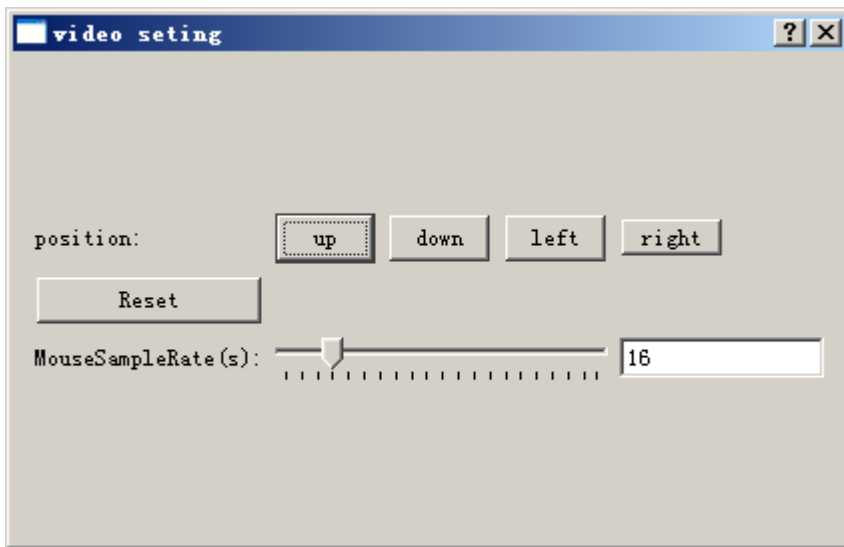 video seting
position: up down left right
Reset
MouseSampleRate(s): 16